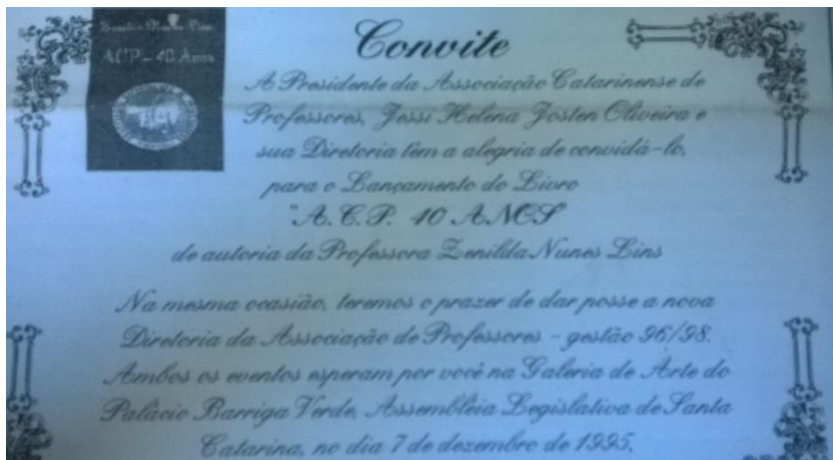 Convite
ACP - 40 Anos
A Presidente da Associação Catarinense de
Professores, Jessi Helena Josten Oliveira e
sua Diretoria têm a alegria de convidá-lo,
para o Lançamento do Livro
"A.C.P. 40 ANOS"
de autoria da Professora Zenilda Nunes Lins
Na mesma ocasião, teremos o prazer de dar posse a nova
Diretoria da Associação de Professores - gestão 96/98.
Ambos os eventos esperam por você na Galeria de Arte do
Palácio Barriga Verde, Assembléia Legislativa de Santa
Catarina, no dia 7 de dezembro de 1995,